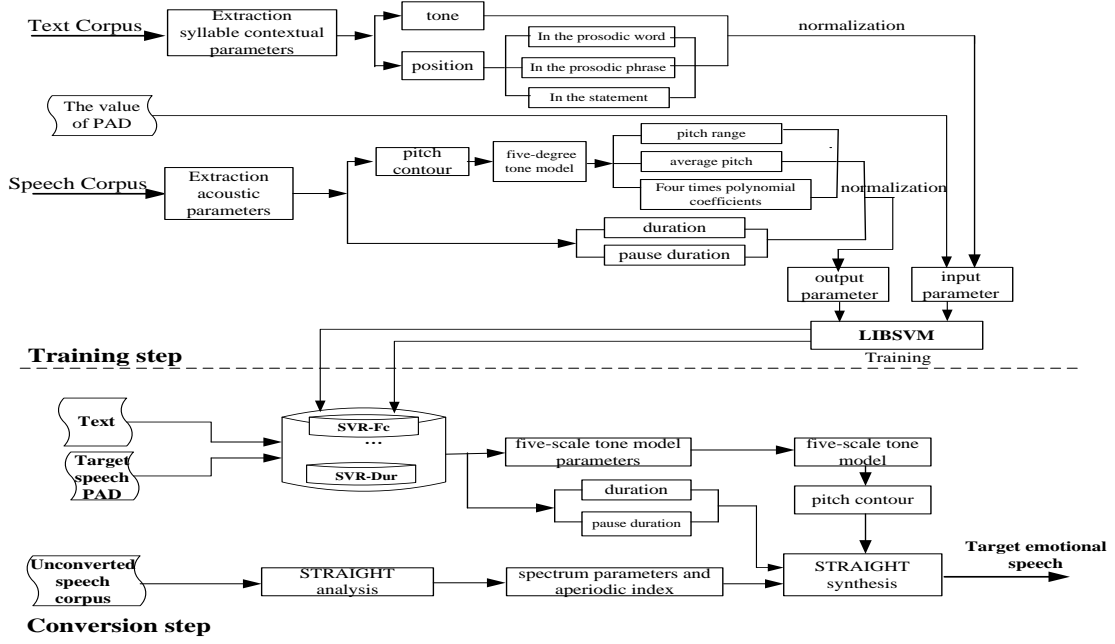 Text Corpus
Extraction
syllable contextual
parameters
tone
position
In the prosodic word
In the prosodic phrase
In the statement
normalization
The value
of PAD
Speech Corpus
Extraction
acoustic
parameters
pitch
contour
five-degree
tone model
pitch range
average pitch
Four times polynomial
coefficients
normalization
duration
pause duration
output
parameter
input
parameter
LIBSVM
Training
Training step
Text
Target
speech
PAD
SVR-Fc
...
SVR-Dur
five-scale tone model
parameters
five-scale tone
model
duration
pause duration
pitch contour
Unconverted
speech
corpus
STRAIGHT
analysis
spectrum parameters and
aperiodic index
STRAIGHT
synthesis
Target emotional
speech
Conversion step